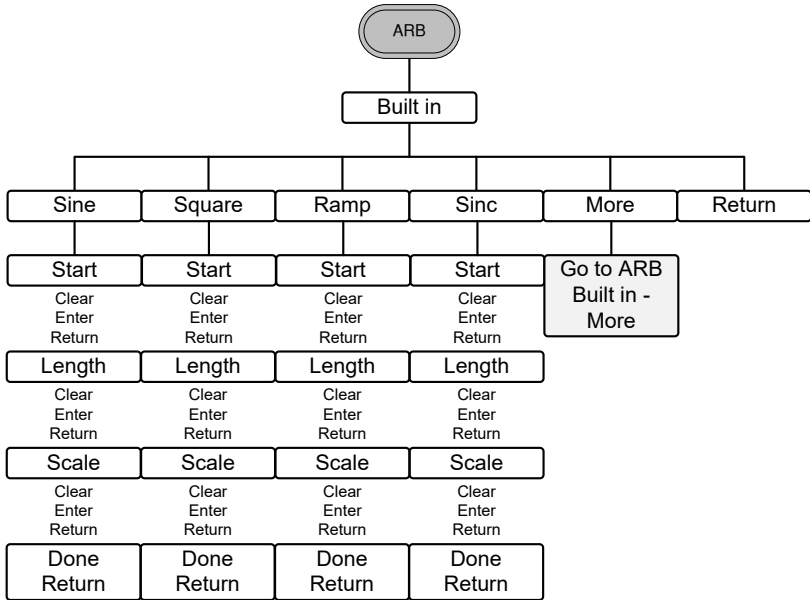 ARB
Built in
Sine Square Ramp Sinc More Return
Start Start Start Start Go to ARB
Built in -
More
Clear Clear Clear Clear
Enter Enter Enter Enter
Return Return Return Return
Length Length Length Length
Clear Clear Clear Clear
Enter Enter Enter Enter
Return Return Return Return
Scale Scale Scale Scale
Clear Clear Clear Clear
Enter Enter Enter Enter
Return Return Return Return
Done Done Done Done
Return Return Return Return